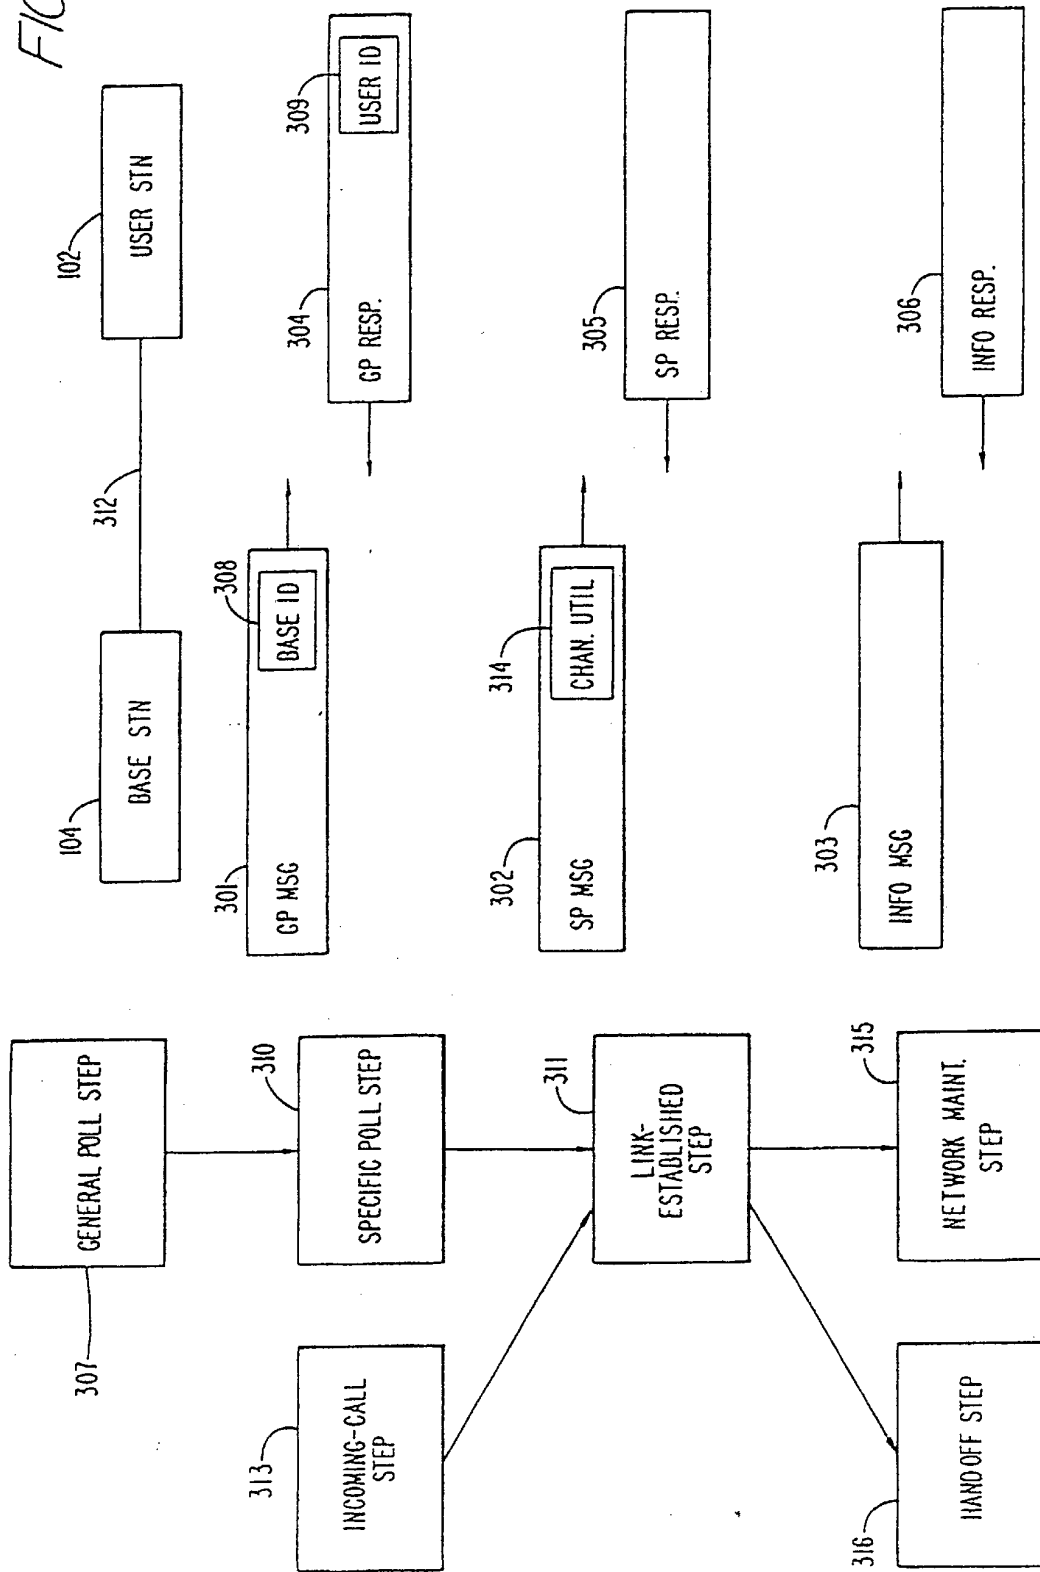 FIG
307
GENERAL POLL STEP
310
SPECIFIC POLL STEP
313
INCOMING-CALL
STEP
311
LINK-
ESTABLISHED
STEP
315
NETWORK MAINT.
STEP
316
HANDOFF STEP
104
BASE STN
312
102
USER STN
301
GP MSG
308
BASE ID
304
GP RESP.
309
USER ID
302
SP MSG
314
CHAN. UTIL
305
SP RESP.
303
INFO MSG
306
INFO RESP.